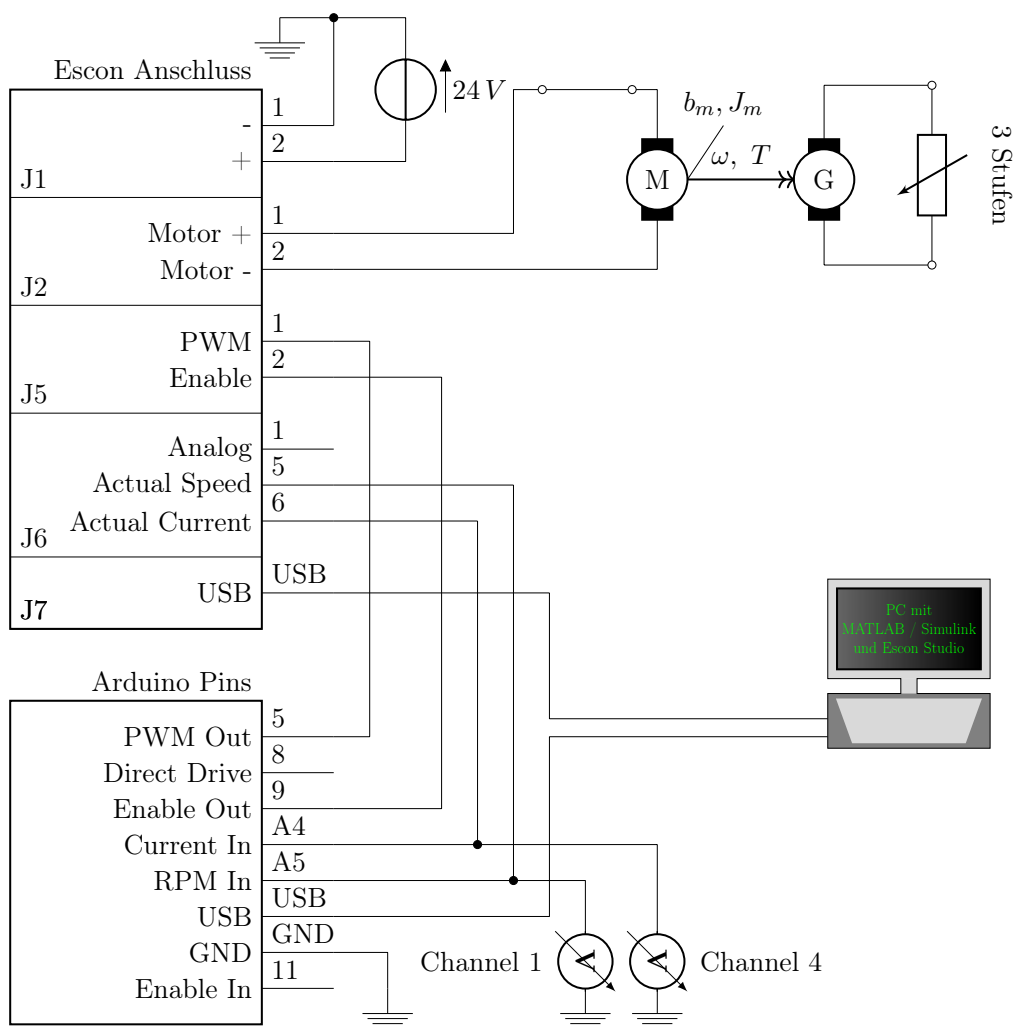 Escon Anschluss
1
-
2
+
J1
24 V
1
Motor +
2
Motor -
J2
b_m, J_m
ω, T
M
G
3 Stufen
1
PWM
2
Enable
J5
1
Analog
5
Actual Speed
6
Actual Current
J6
USB
USB
J7
PC mit
MATLAB / Simulink
und Escon Studio
Arduino Pins
5
PWM Out
8
Direct Drive
9
Enable Out
A4
Current In
A5
RPM In
USB
USB
GND
GND
11
Enable In
Channel 1
V
V
Channel 4